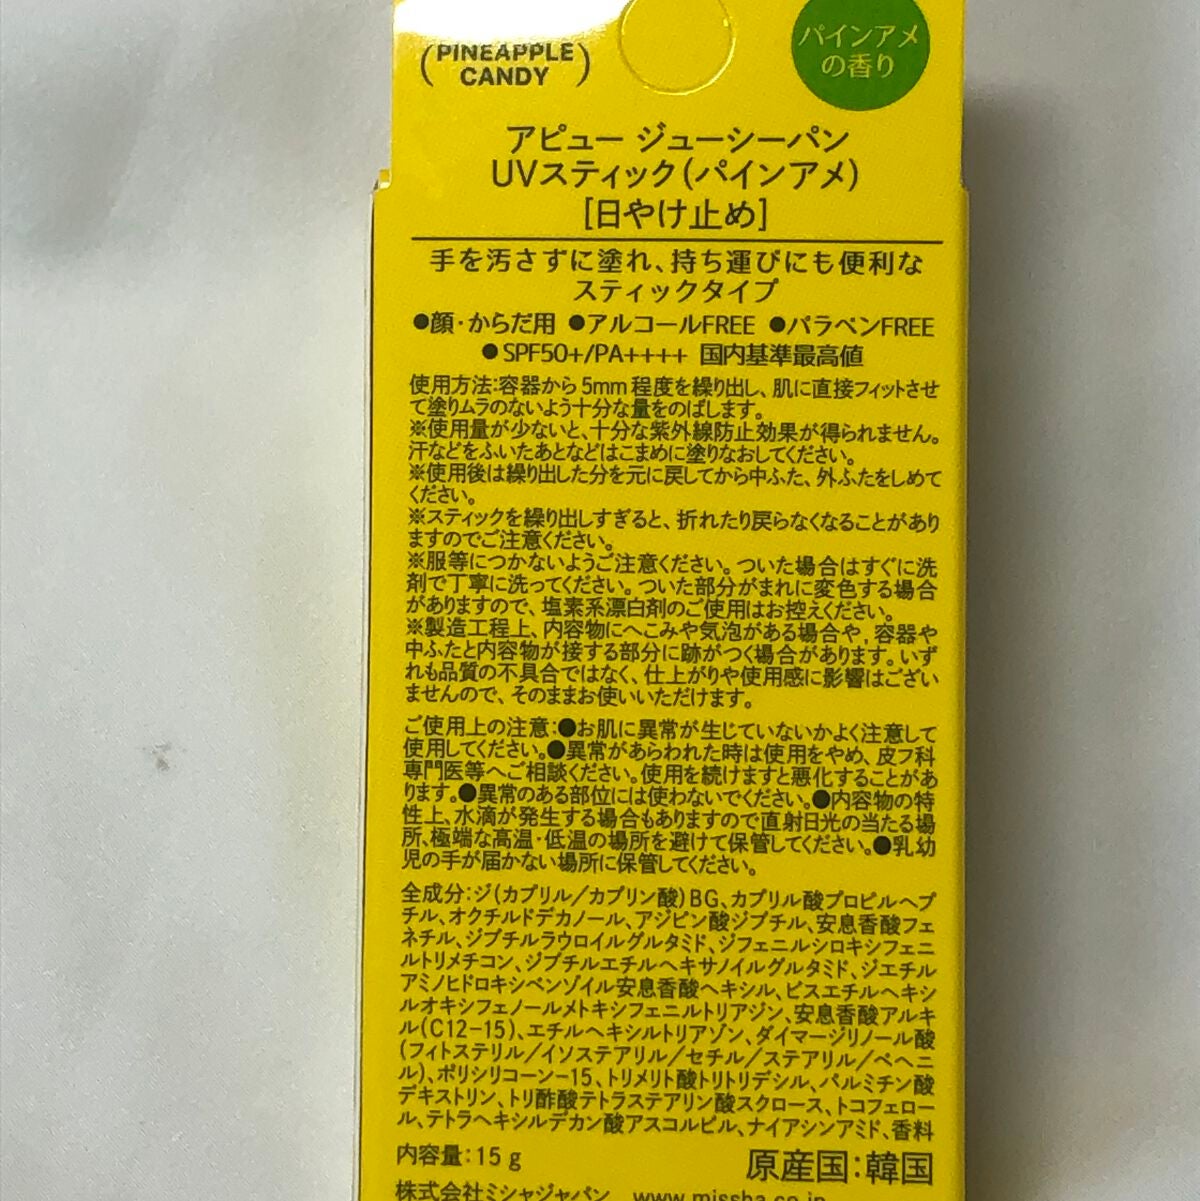 (PINEAPPLE
CANDY)
パインアメ
の香り
アピュー ジューシーパン
UVスティック(パインアメ)
[日やけ止め]
手を汚さずに塗れ、持ち運びにも便利な
スティックタイプ
●顔・からだ用 ●アルコールFREE ●パラベンFREE
●SPF50+/PA++++ 国内基準最高値
使用方法:容器から5mm程度を繰り出し、肌に直接フィットさせ
て塗りムラのないよう十分な量をのばします。
※使用量が少ないと、十分な紫外線防止効果が得られません。
汗などをふいたあとなどはこまめに塗りなおしてください。
※使用後は繰り出した分を元に戻してから中ふた、外ふたをしめて
ください。
※スティックを繰り出しすぎると、折れたり戻らなくなることがあり
ますのでご注意ください。
※服等につかないようご注意ください。ついた場合はすぐに洗
剤で丁寧に洗ってください。ついた部分がまれに変色する場合
がありますので、塩素系漂白剤のご使用はお控えください。
※製造工程上、内容物にへこみや気泡がある場合や、容器や
中ふたと内容物が接する部分に跡がつく場合があります。いず
れも品質の不具合ではなく、仕上がりや使用感に影響はござい
ませんので、そのままお使いいただけます。
ご使用上の注意:●お肌に異常が生じていないかよく注意して
使用してください。●異常があらわれた時は使用をやめ、皮フ科
専門医等へご相談ください。使用を続けますと悪化することがあ
ります。●異常のある部位には使わないでください。●内容物の特
性上、水滴が発生する場合もありますので直射日光の当たる場
所、極端な高温・低温の場所を避けて保管してください。●乳幼
児の手が届かない場所に保管してください。
全成分:ジ(カプリル/カプリン酸)BG、カプリル酸プロピルヘプ
チル、オクチルドデカノール、アジピン酸ジブチル、安息香酸フェ
ネチル、ジブチルラウロイルグルタミド、ジフェニルシロキシフェニ
ルトリメチコン、ジブチルエチルヘキサノイルグルタミド、ジエチル
アミノヒドロキシベンゾイル安息香酸ヘキシル、ビスエチルヘキシ
ルオキシフェノールメトキシフェニルトリアジン、安息香酸アルキ
ル(C12-15)、エチルヘキシルトリアゾン、ダイマージリノール酸
(フィトステリル/イソステアリル/セチル/ステアリル/ベヘニ
ル)、ポリシリコーン-15、トリメリト酸トリトリデシル、パルミチン酸
デキストリン、トリ酢酸テトラステアリン酸スクロース、トコフェロー
ル、テトラヘキシルデカン酸アスコルビル、ナイアシンアミド、香料
内容量:15g
原産国:韓国
株式会社ミシャジャパン www.missha.co.jp